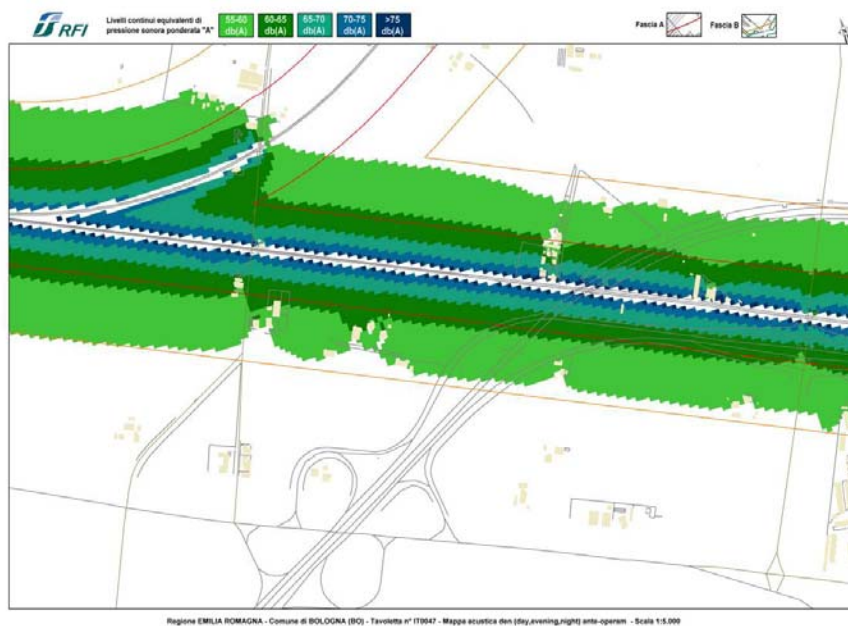 RFI
Livelli continui equivalenti di
pressione sonora ponderata "A"
55-60
db(A)
60-65
db(A)
65-70
db(A)
70-75
db(A)
>75
db(A)
Fascia A
Fascia B
Regione EMILIA ROMAGNA - Comune di BOLOGNA (BO) - Tavoletta n° IT0047 - Mappa acustica den (day,evening,night) ante-operam - Scala 1:5.000